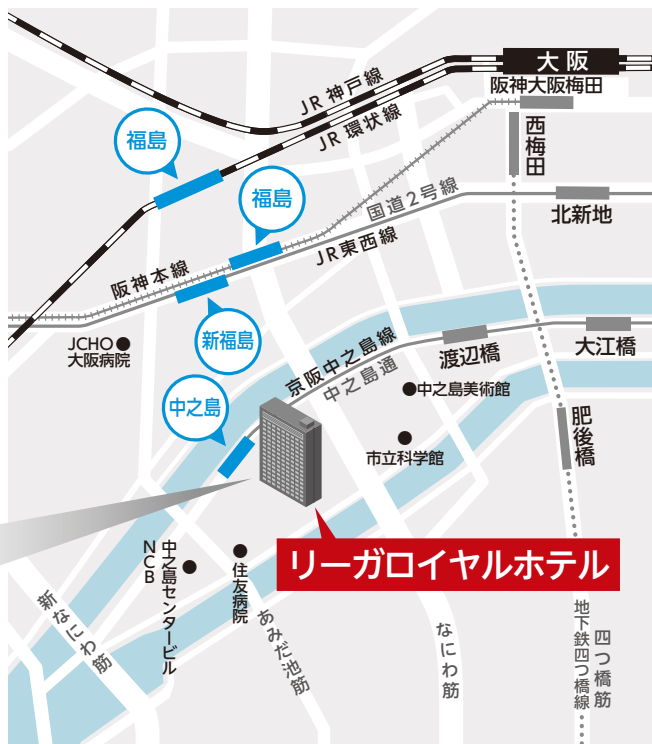 大阪
阪神大阪梅田
JR神戸線
JR環状線
西梅田
福島
福島
国道2号線
北新地
JR東西線
阪神本線
新福島
JCHO
大阪病院
京阪中之島線
中之島通
渡辺橋
大江橋
中之島
中之島美術館
市立科学館
肥後橋
リーガロイヤルホテル
中之島センタービル
NCB
住友病院
新なにわ筋
あみだ池筋
なにわ筋
地下鉄四つ橋線
四つ橋筋